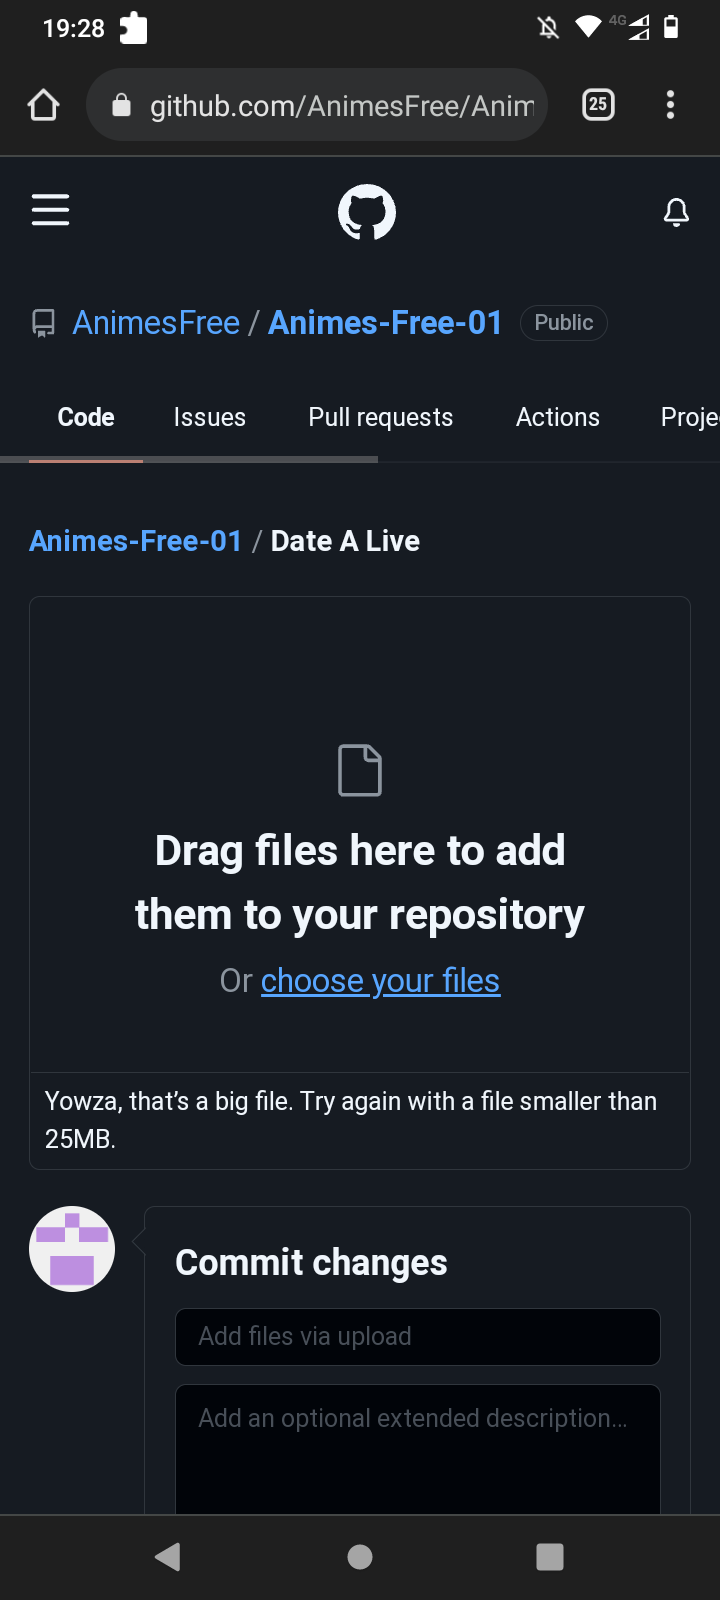 19:28
4G
github.com/AnimesFree/Anim
25
AnimesFree / Animes-Free-01 Public
Code Issues Pull requests Actions Proje
Animes-Free-01 / Date A Live
Drag files here to add
them to your repository
Or choose your files
Yowza, that’s a big file. Try again with a file smaller than
25MB.
Commit changes
Add files via upload
Add an optional extended description…